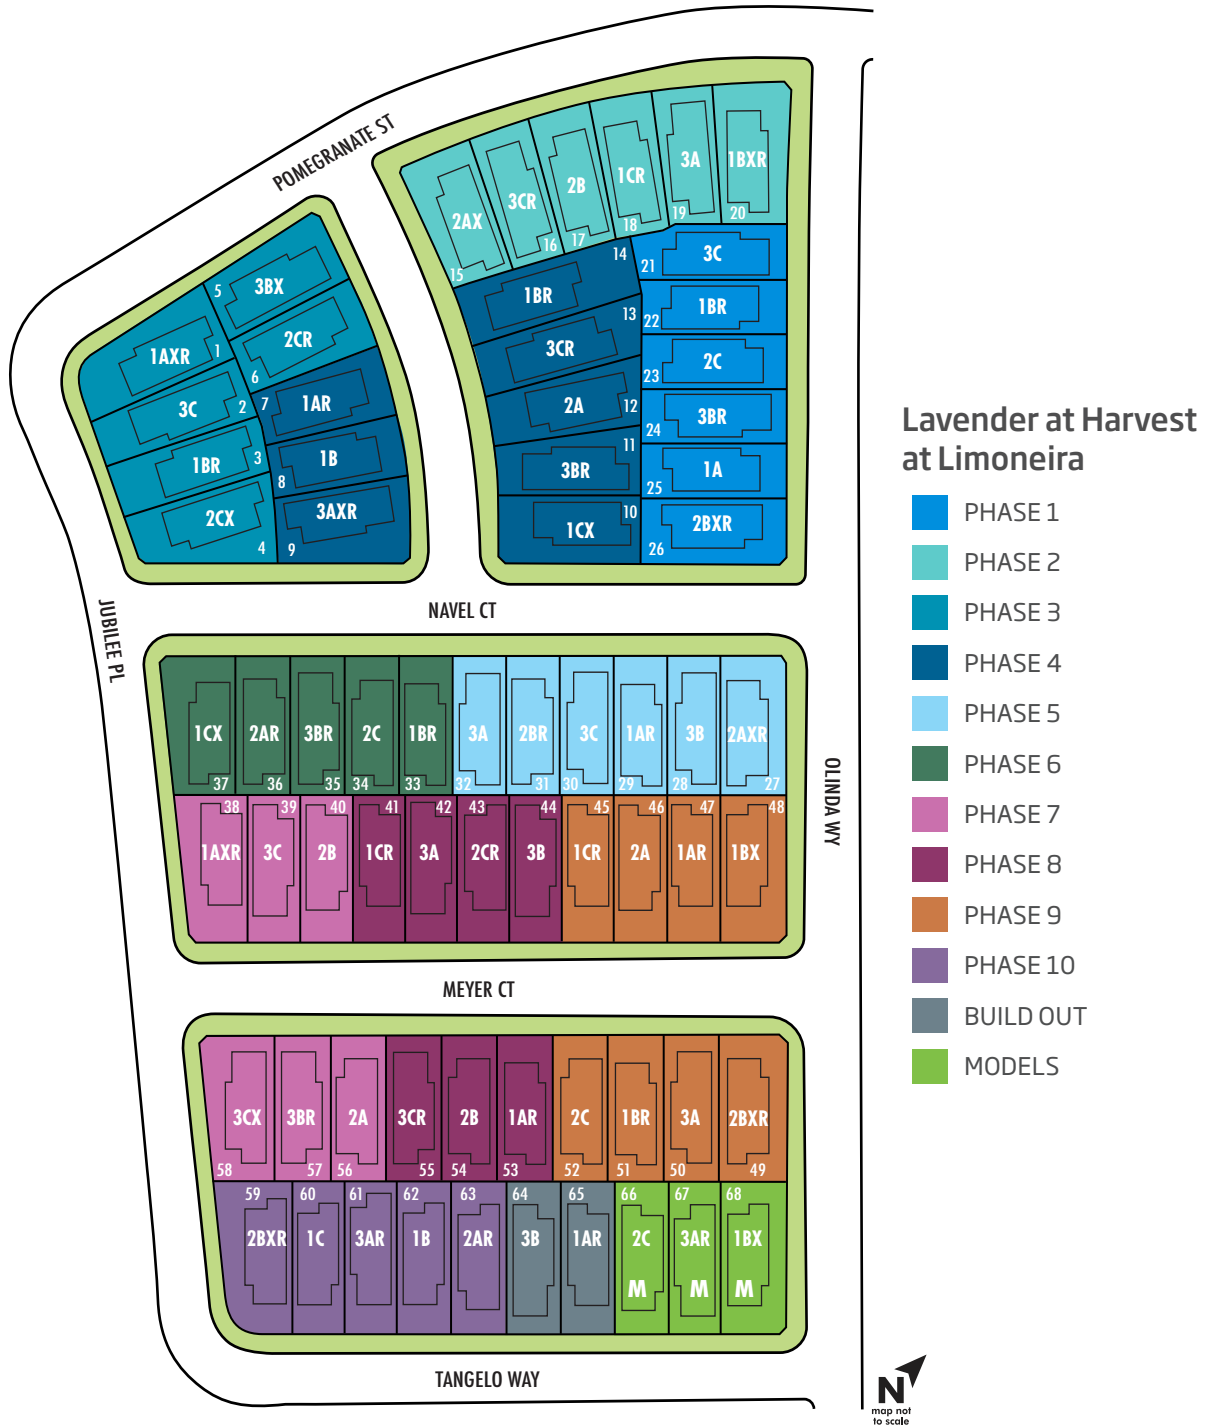 POMEGRANATE ST
2AX
15
3CR
16
2B
17
1CR
18
3A
19
1BXR
20
5
3BX
1AXR
1
2CR
6
3C
2
7
1AR
1BR
3
1B
8
2CX
4
3AXR
9
14
1BR
13
3CR
2A
12
11
3BR
10
1CX
21
3C
22
1BR
23
2C
24
3BR
25
1A
2BXR
26
NAVEL CT
JUBILEE PL
OLINDA WY
1CX
2AR
3BR
2C
1BR
3A
2BR
3C
1AR
3B
2AXR
37
36
35
34
33
32
31
30
29
28
27
38
39
40
41
42
43
44
45
46
47
48
1AXR
3C
2B
1CR
3A
2CR
3B
1CR
2A
1AR
1BX
MEYER CT
3CX
3BR
2A
3CR
2B
1AR
2C
1BR
3A
2BXR
58
57
56
55
54
53
52
51
50
49
59
60
61
62
63
64
65
66
67
68
2BXR
1C
3AR
1B
2AR
3B
1AR
2C
3AR
1BX
M
M
M
TANGELO WAY
Lavender at Harvest
at Limoneira
PHASE 1
PHASE 2
PHASE 3
PHASE 4
PHASE 5
PHASE 6
PHASE 7
PHASE 8
PHASE 9
PHASE 10
BUILD OUT
MODELS
N
map not
to scale